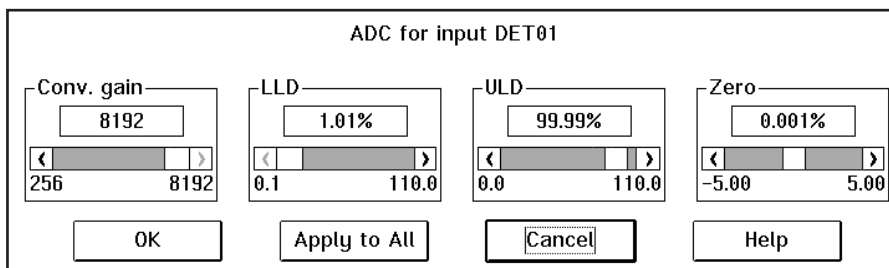 ADC for input DET01
Conv. gain LLD ULD Zero
8192 1.01% 99.99% 0.001%
256 8192 0.1 110.0 0.0 110.0 -5.00 5.00
OK Apply to All Cancel Help